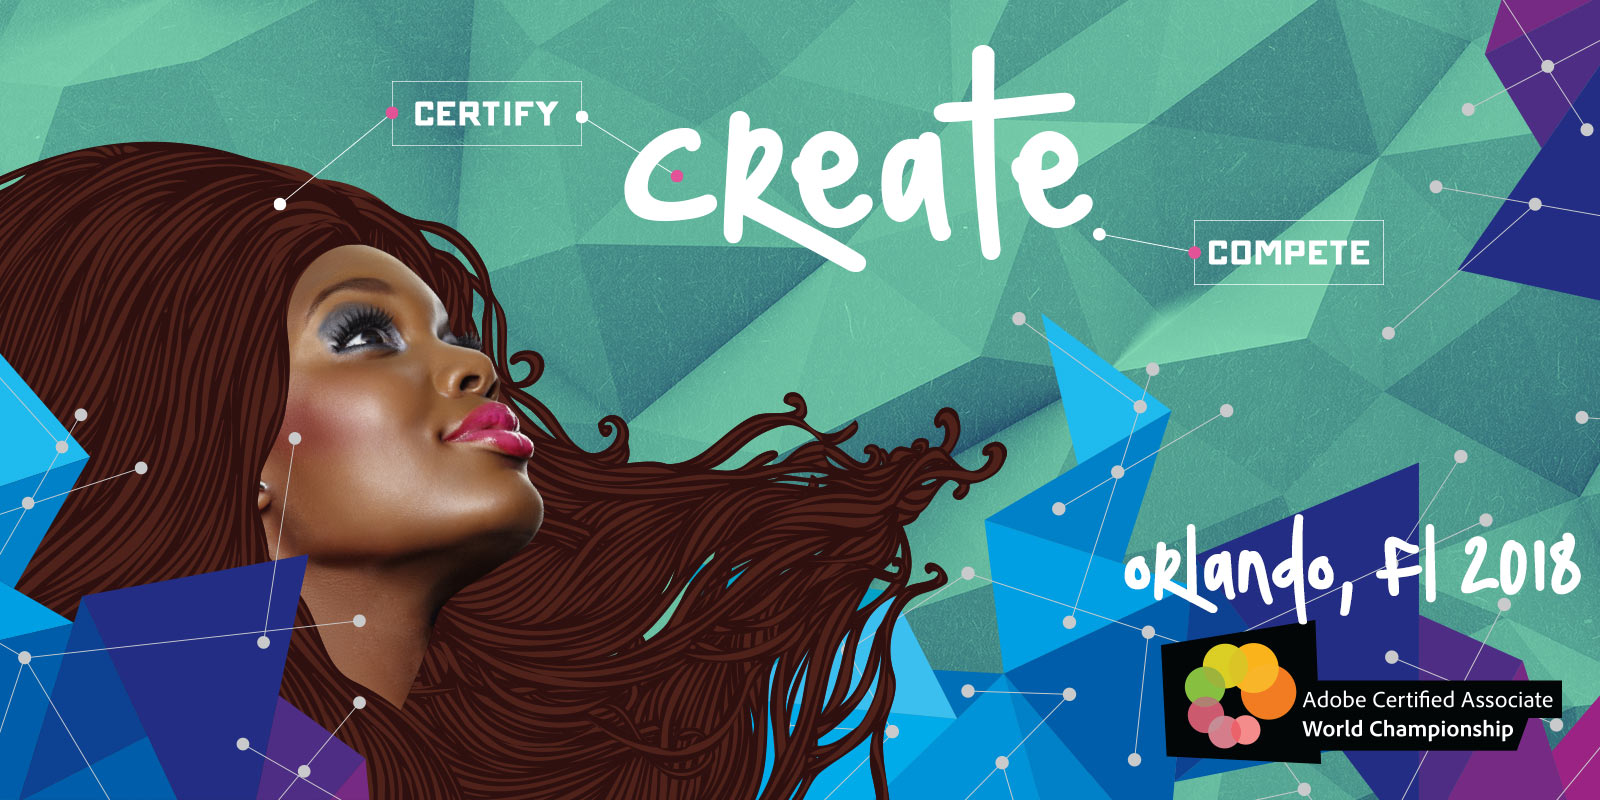 CERTIFY
create
COMPETE
orlando, Fl 2018
Adobe Certified Associate
World Championship